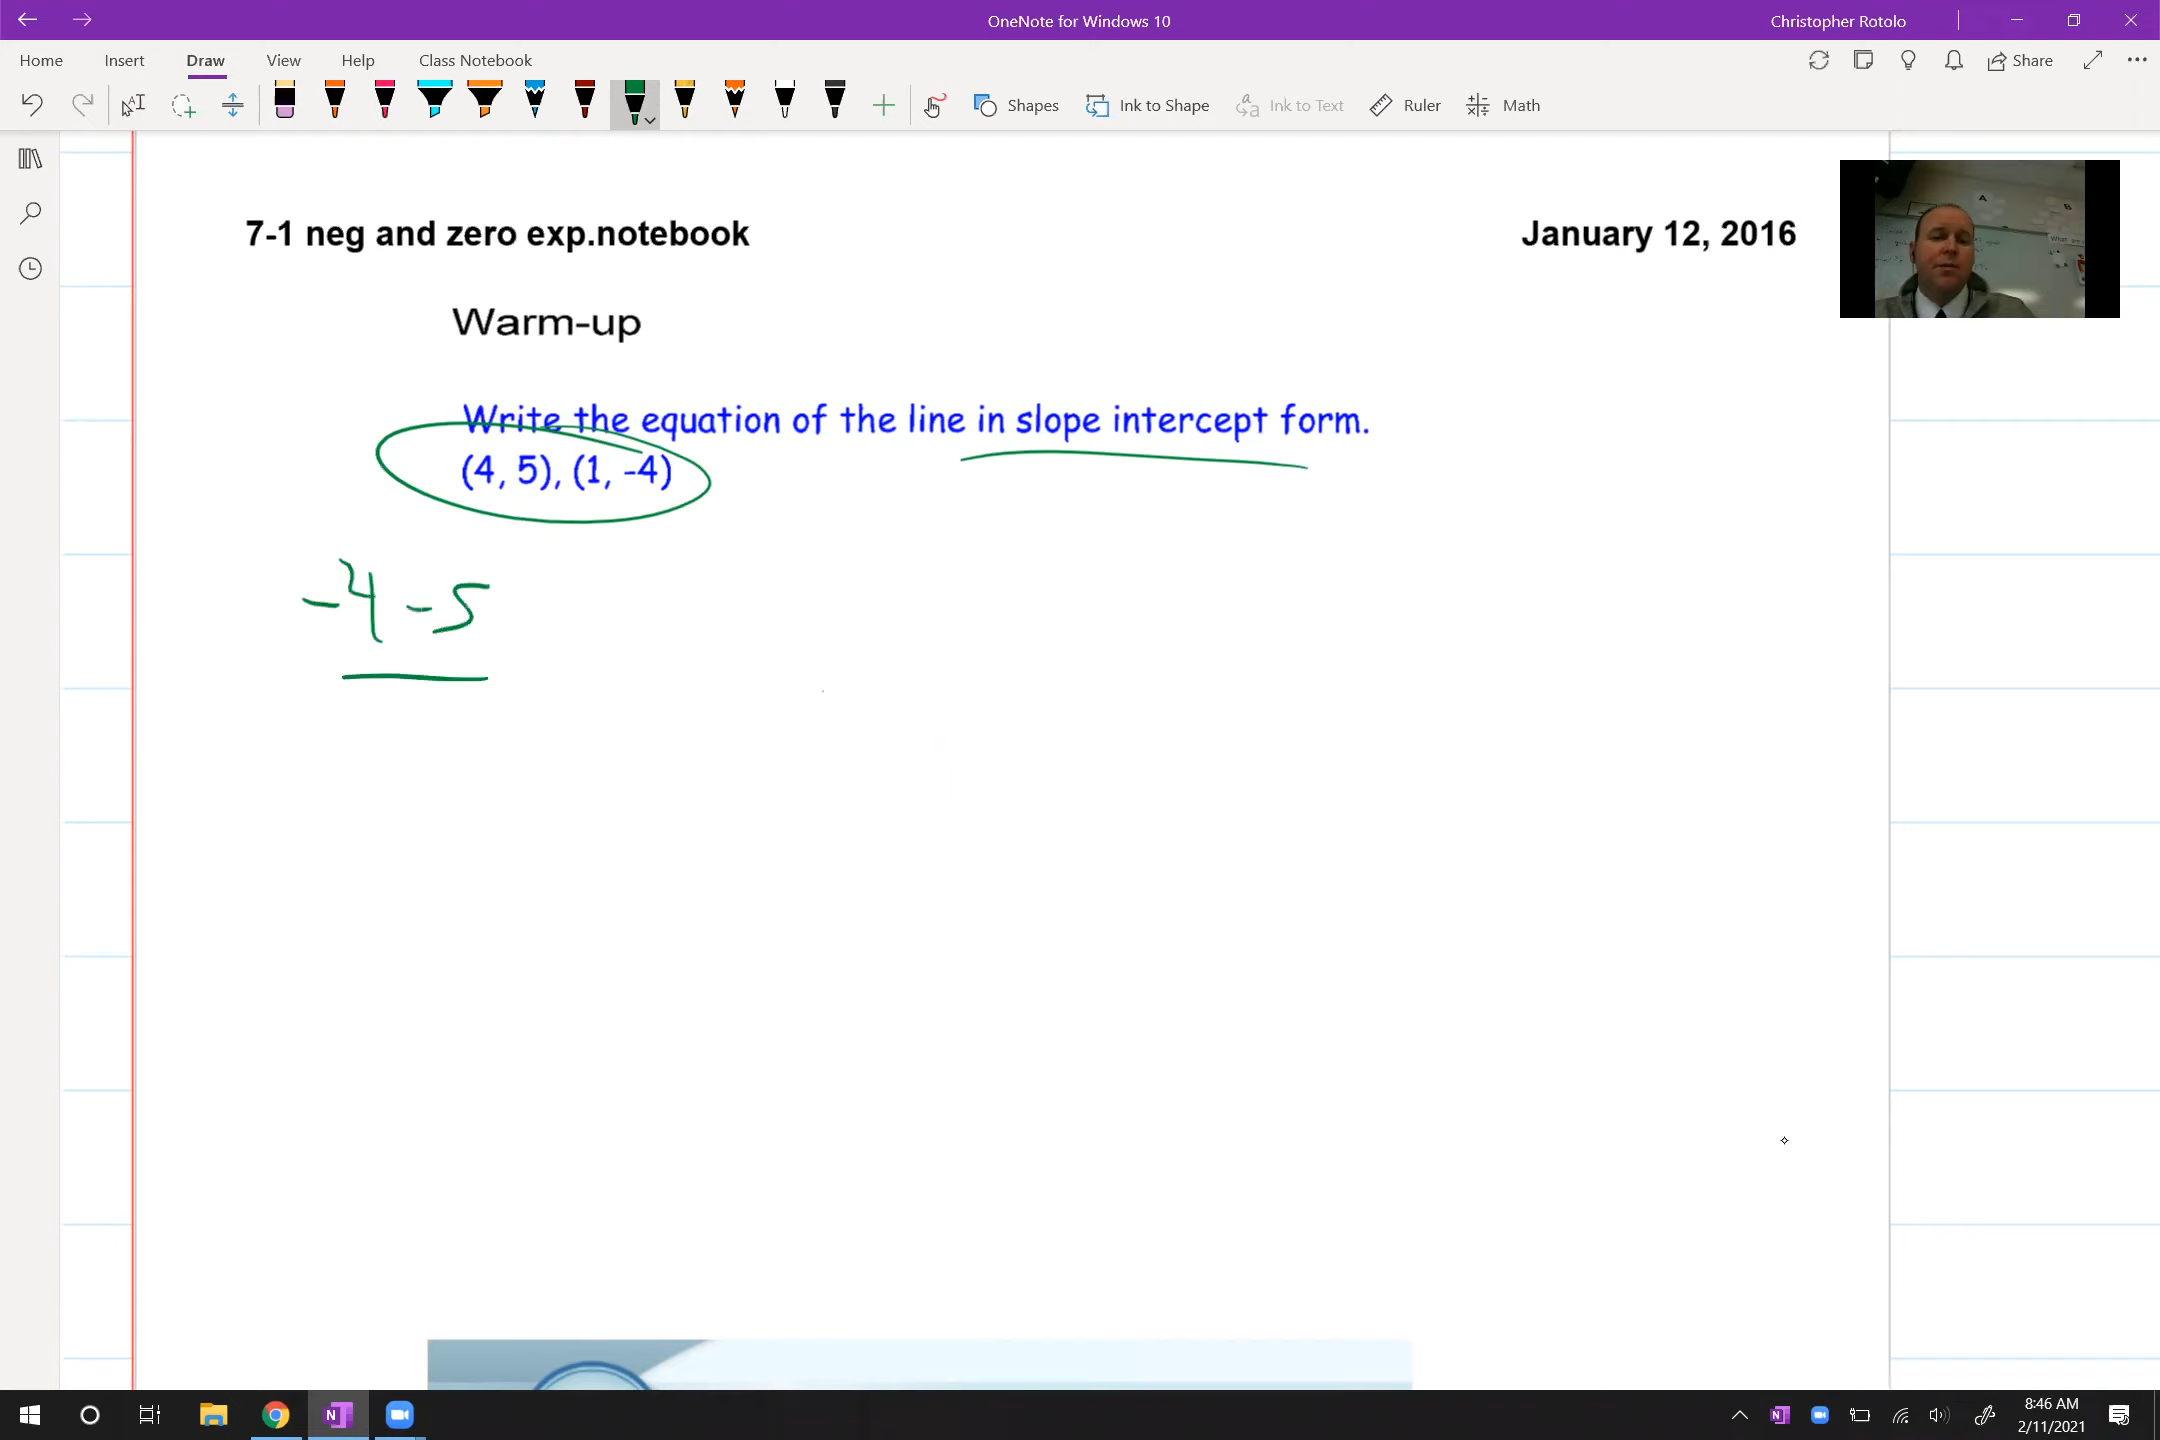 OneNote for Windows 10
Christopher Rotolo
Home Insert Draw View Help Class Notebook
Share
Shapes Ink to Shape Ink to Text Ruler Math
7-1 neg and zero exp.notebook January 12, 2016
Warm-up
Write the equation of the line in slope intercept form.
(4, 5), (1, -4)
-4 - 5
A
B
8:46 AM
2/11/2021